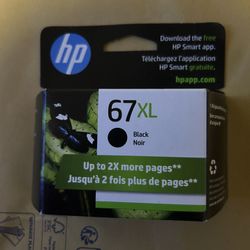 Download the free
HP Smart app.
Téléchargez l'appli
HP Smart gratuite.
hpapp.com
hp
67XL
Black
Noir
Up to 2X more pages**
Jusqu'à 2 fois plus de pages**